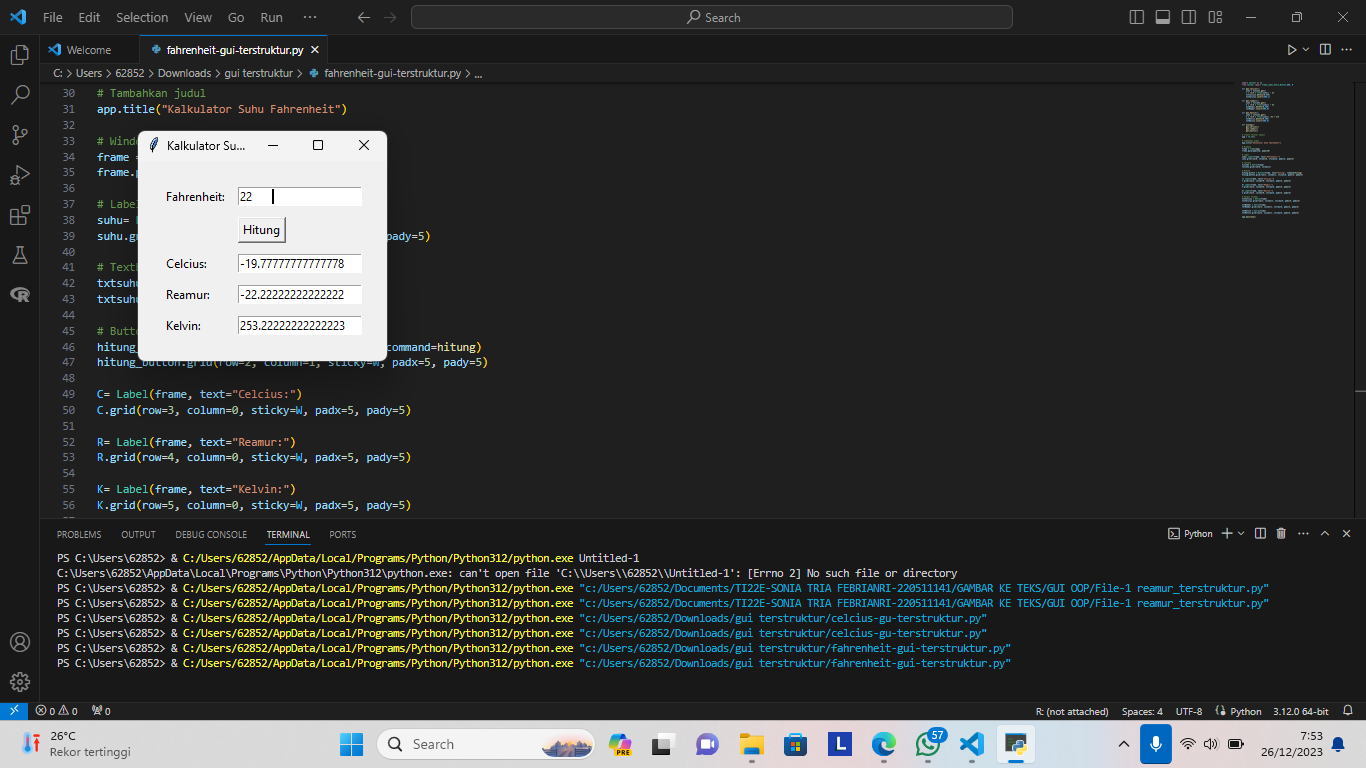 File Edit Selection View Go Run ··· Search
Welcome fahrenheit-gui-terstruktur.py
C: > Users > 62852 > Downloads > gui terstruktur > fahrenheit-gui-terstruktur.py > ...
30 # Tambahkan judul
31 app.title("Kalkulator Suhu Fahrenheit")
32
33 # Windo
34 frame =
35 frame.p
36
37 # Labe
38 suhu=
39 suhu.gr pady=5)
40
41 # Text
42 txtsuhu
43 txtsuhu
44
45 # Butto
46 hitung_ command=hitung)
47 hitung_button.grid(row=2, column=1, sticky=W, padx=5, pady=5)
48
49 C= Label(frame, text="Celcius:")
50 C.grid(row=3, column=0, sticky=W, padx=5, pady=5)
51
52 R= Label(frame, text="Reamur:")
53 R.grid(row=4, column=0, sticky=W, padx=5, pady=5)
54
55 K= Label(frame, text="Kelvin:")
56 K.grid(row=5, column=0, sticky=W, padx=5, pady=5)
Kalkulator Su...
Fahrenheit: 22
Hitung
Celcius: -19.77777777777778
Reamur: -22.22222222222222
Kelvin: 253.22222222222223
PROBLEMS OUTPUT DEBUG CONSOLE TERMINAL PORTS Python
PS C:\Users\62852> & C:/Users/62852/AppData/Local/Programs/Python/Python312/python.exe Untitled-1
C:\Users\62852\AppData\Local\Programs\Python\Python312\python.exe: can't open file 'C:\\Users\\62852\\Untitled-1': [Errno 2] No such file or directory
PS C:\Users\62852> & C:/Users/62852/AppData/Local/Programs/Python/Python312/python.exe "c:/Users/62852/Documents/TI22E-SONIA TRIA FEBRIANRI-220511141/GAMBAR KE TEKS/GUI OOP/File-1 reamur_terstruktur.py"
PS C:\Users\62852> & C:/Users/62852/AppData/Local/Programs/Python/Python312/python.exe "c:/Users/62852/Documents/TI22E-SONIA TRIA FEBRIANRI-220511141/GAMBAR KE TEKS/GUI OOP/File-1 reamur_terstruktur.py"
PS C:\Users\62852> & C:/Users/62852/AppData/Local/Programs/Python/Python312/python.exe "c:/Users/62852/Downloads/gui terstruktur/celcius-gu-terstruktur.py"
PS C:\Users\62852> & C:/Users/62852/AppData/Local/Programs/Python/Python312/python.exe "c:/Users/62852/Downloads/gui terstruktur/celcius-gu-terstruktur.py"
PS C:\Users\62852> & C:/Users/62852/AppData/Local/Programs/Python/Python312/python.exe "c:/Users/62852/Downloads/gui terstruktur/fahrenheit-gui-terstruktur.py"
PS C:\Users\62852> & C:/Users/62852/AppData/Local/Programs/Python/Python312/python.exe "c:/Users/62852/Downloads/gui terstruktur/fahrenheit-gui-terstruktur.py"
0 0 0 R: (not attached) Spaces: 4 UTF-8 Python 3.12.0 64-bit
26°C
Rekor tertinggi
Search
PRE
57
7:53
26/12/2023